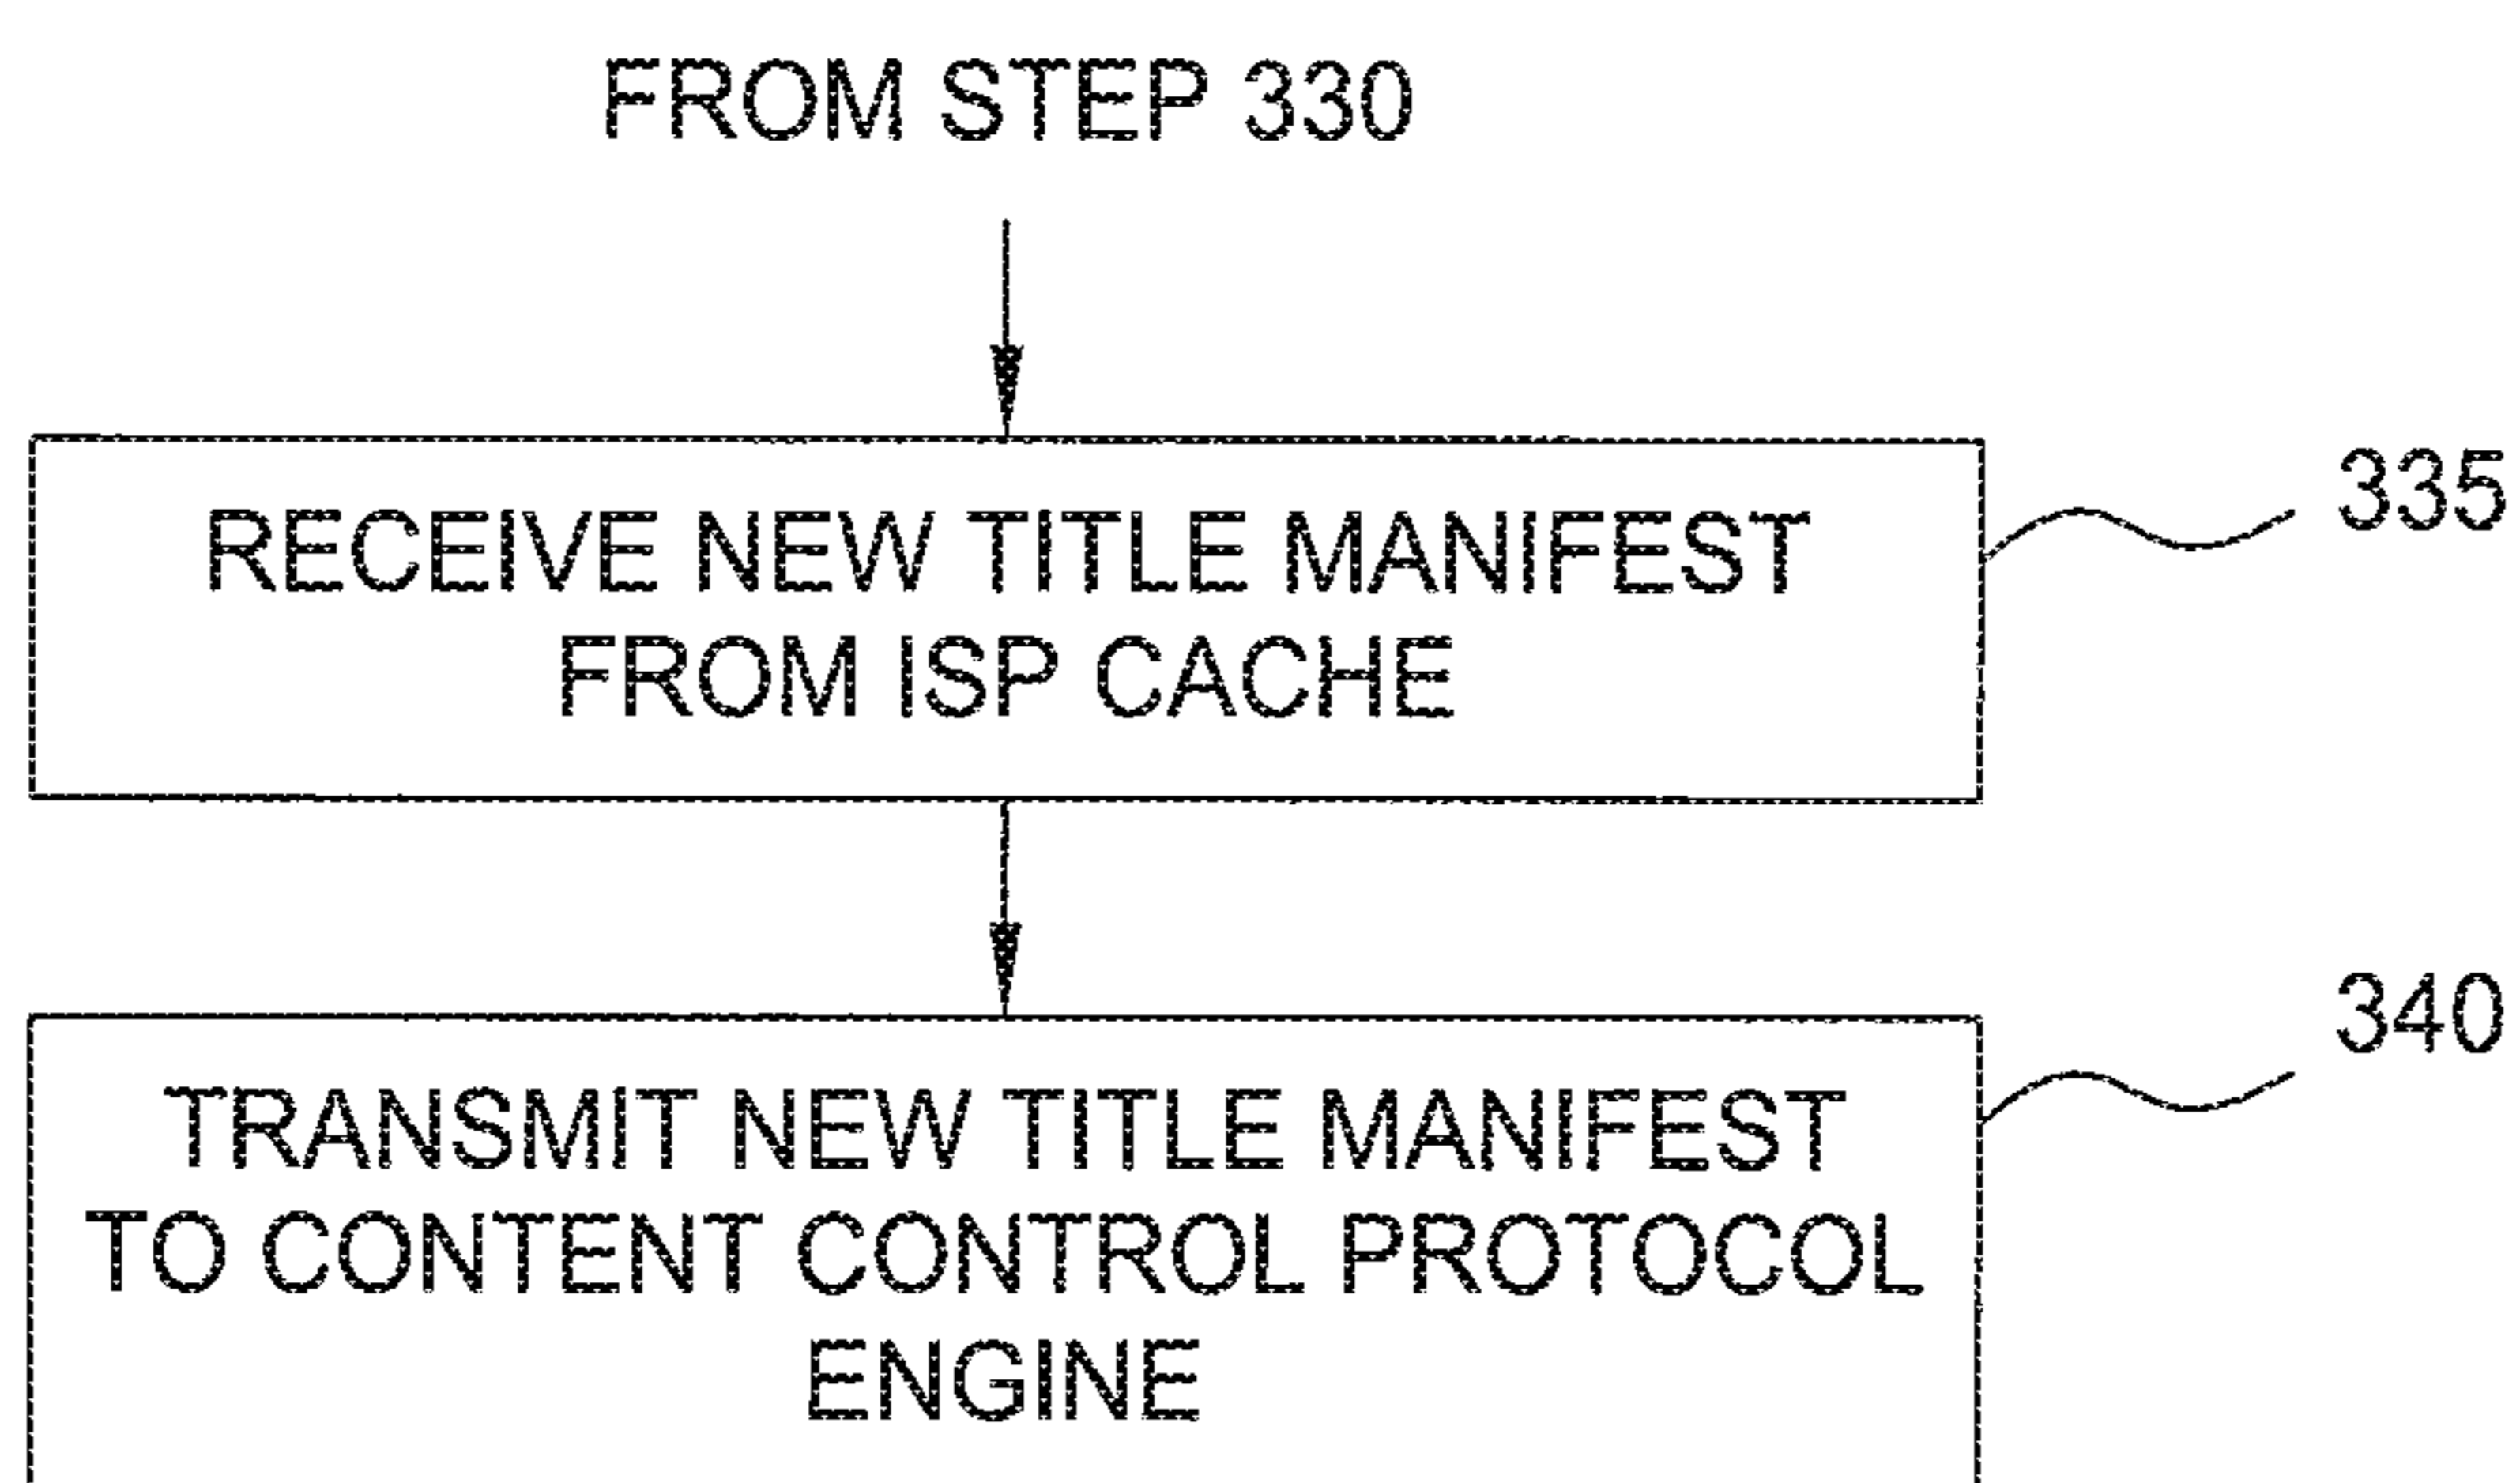 FROM STEP 330
RECEIVE NEW TITLE MANIFEST
FROM ISP CACHE
335
TRANSMIT NEW TITLE MANIFEST
TO CONTENT CONTROL PROTOCOL
ENGINE
340